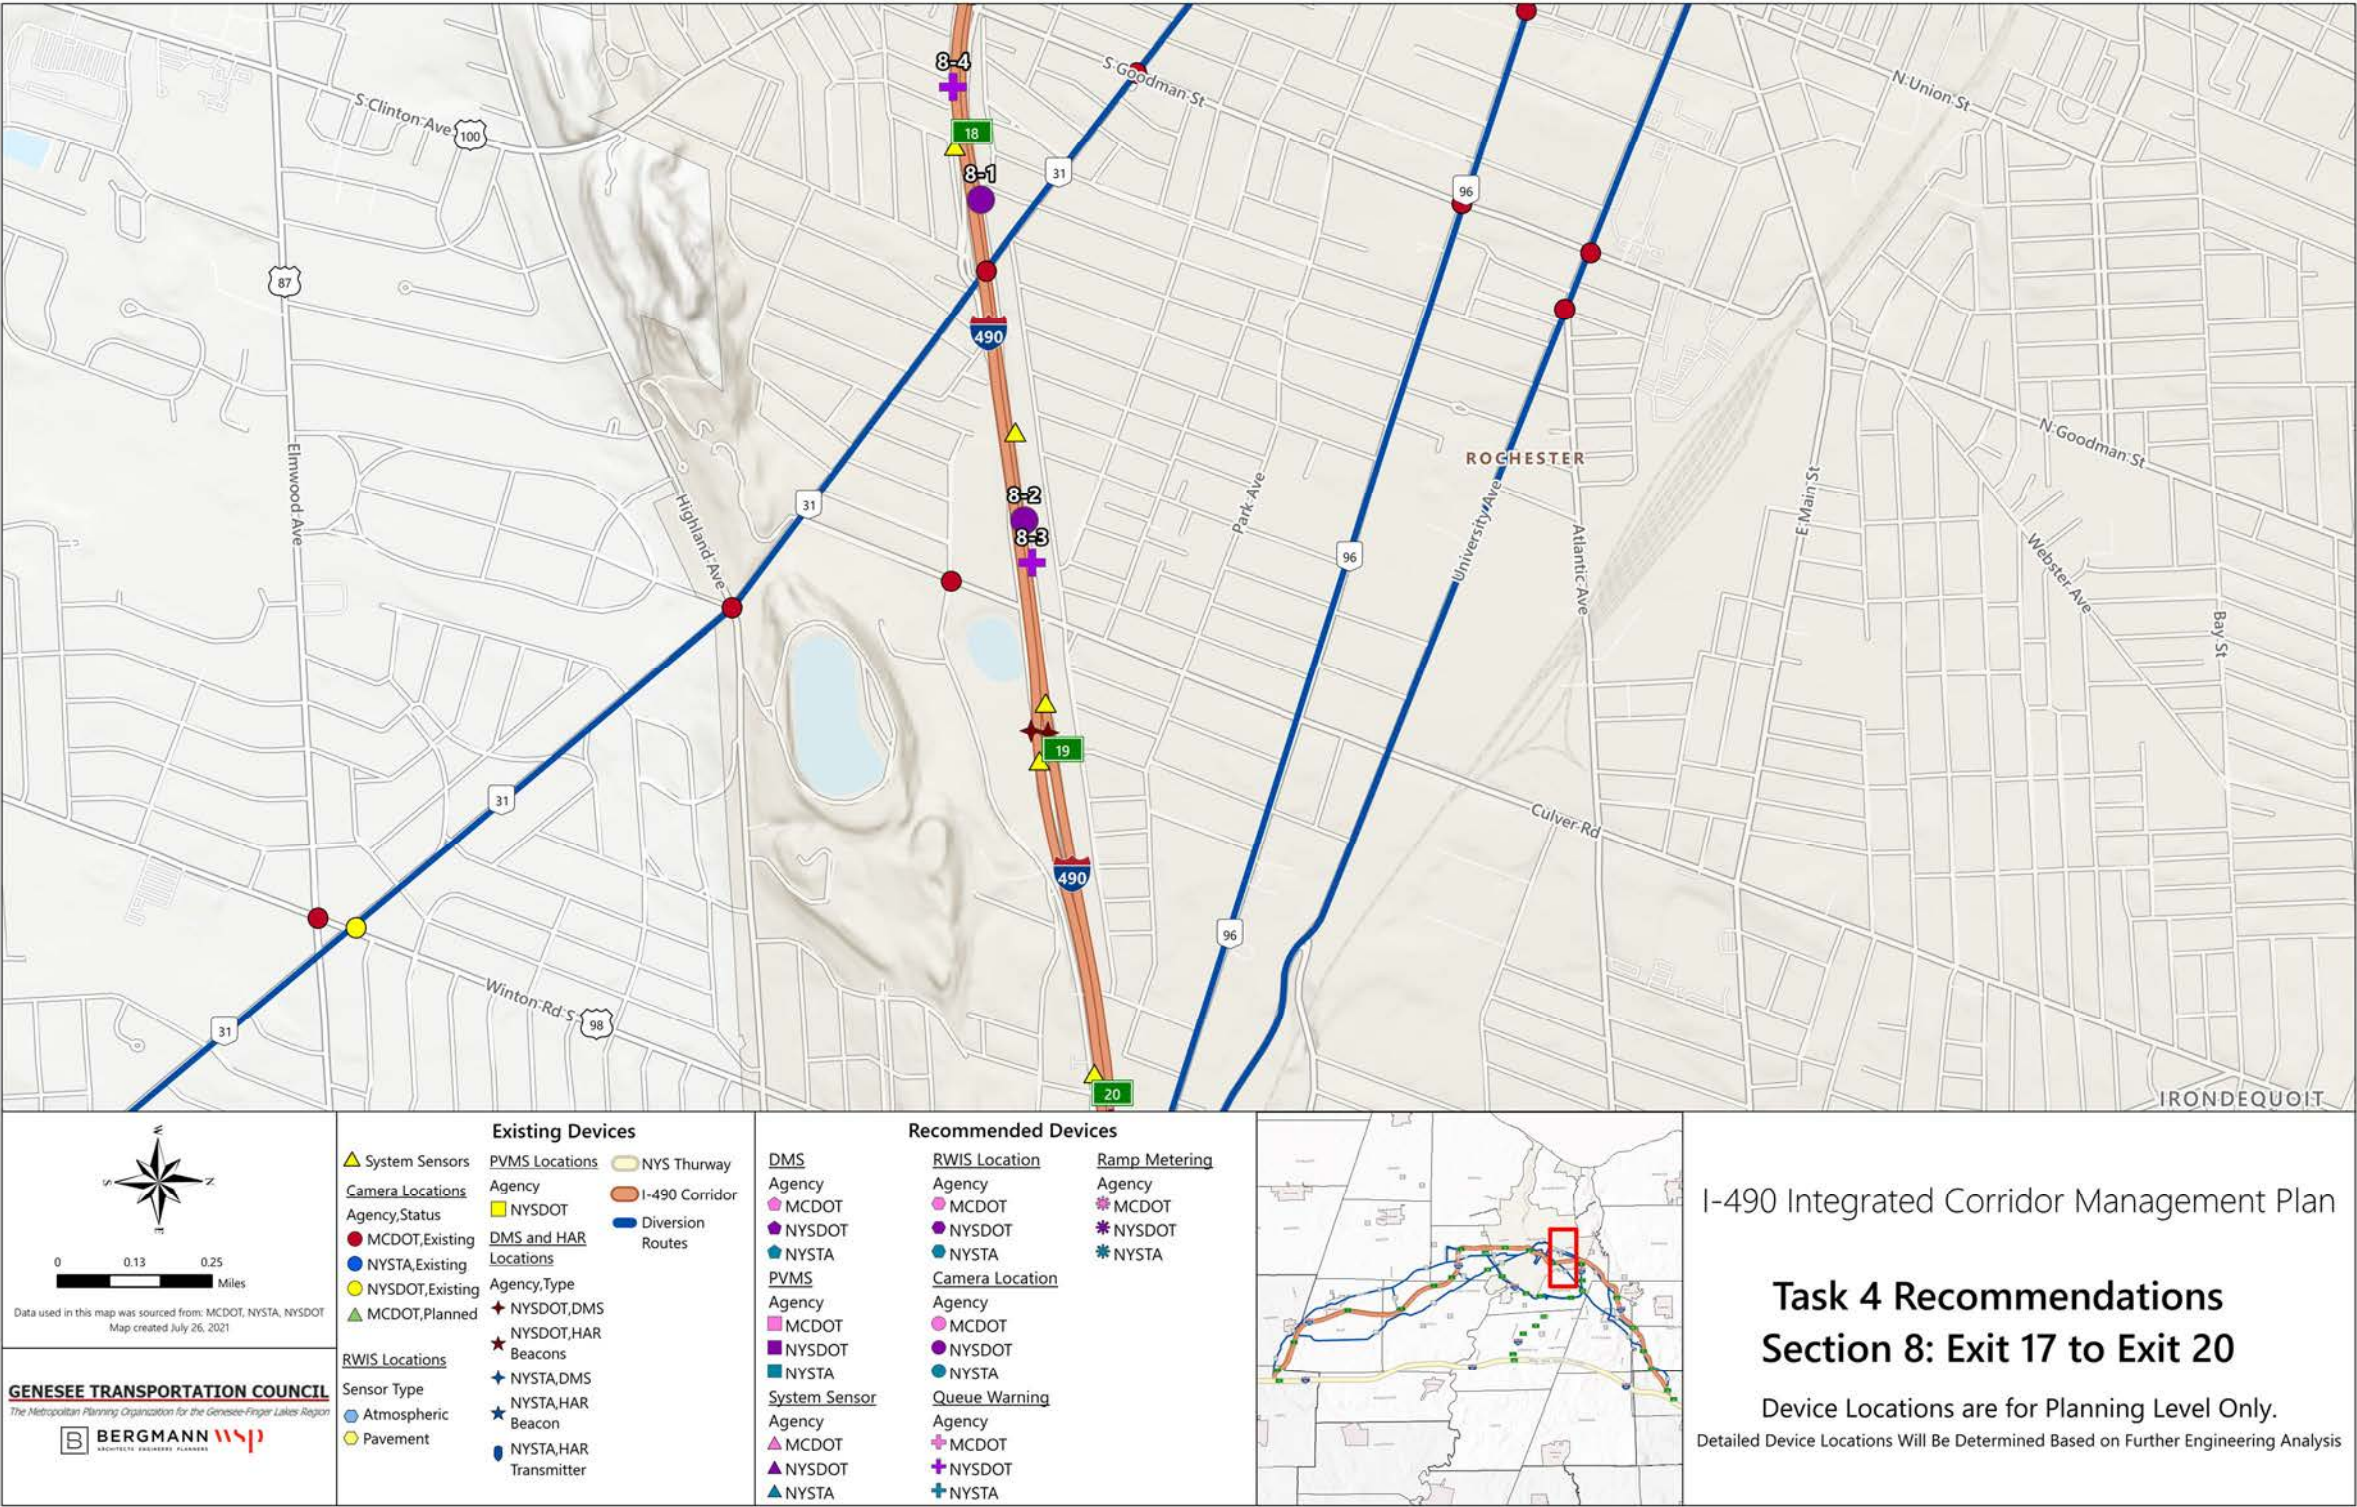 8-4
S Goodman St
N Union St
S Clinton Ave
100
18
8-1
31
96
87
490
N Goodman St
ROCHESTER
Elmwood Ave
Park Ave
University Ave
E Main St
8-2
31
Highland Ave
8-3
96
Atlantic Ave
Webster Ave
Bay St
19
31
Culver Rd
490
96
Winton Rd S
98
31
20
IRONDEQUOIT
W
S
N
E
0 0.13 0.25
Miles
Data used in this map was sourced from: MCDOT, NYSTA, NYSDOT
Map created July 26, 2021
GENESEE TRANSPORTATION COUNCIL
The Metropolitan Planning Organization for the Genesee-Finger Lakes Region
B BERGMANN wsp
ARCHITECTS ENGINEERS PLANNERS
Existing Devices
System Sensors
Camera Locations
Agency,Status
MCDOT,Existing
NYSTA,Existing
NYSDOT,Existing
MCDOT,Planned
RWIS Locations
Sensor Type
Atmospheric
Pavement
PVMS Locations
Agency
NYSDOT
DMS and HAR
Locations
Agency,Type
NYSDOT,DMS
NYSDOT,HAR
Beacons
NYSTA,DMS
NYSTA,HAR
Beacon
NYSTA,HAR
Transmitter
NYS Thurway
I-490 Corridor
Diversion
Routes
Recommended Devices
DMS
Agency
MCDOT
NYSDOT
NYSTA
PVMS
Agency
MCDOT
NYSDOT
NYSTA
System Sensor
Agency
MCDOT
NYSDOT
NYSTA
RWIS Location
Agency
MCDOT
NYSDOT
NYSTA
Camera Location
Agency
MCDOT
NYSDOT
NYSTA
Queue Warning
Agency
MCDOT
NYSDOT
NYSTA
Ramp Metering
Agency
MCDOT
NYSDOT
NYSTA
I-490 Integrated Corridor Management Plan
Task 4 Recommendations
Section 8: Exit 17 to Exit 20
Device Locations are for Planning Level Only.
Detailed Device Locations Will Be Determined Based on Further Engineering Analysis